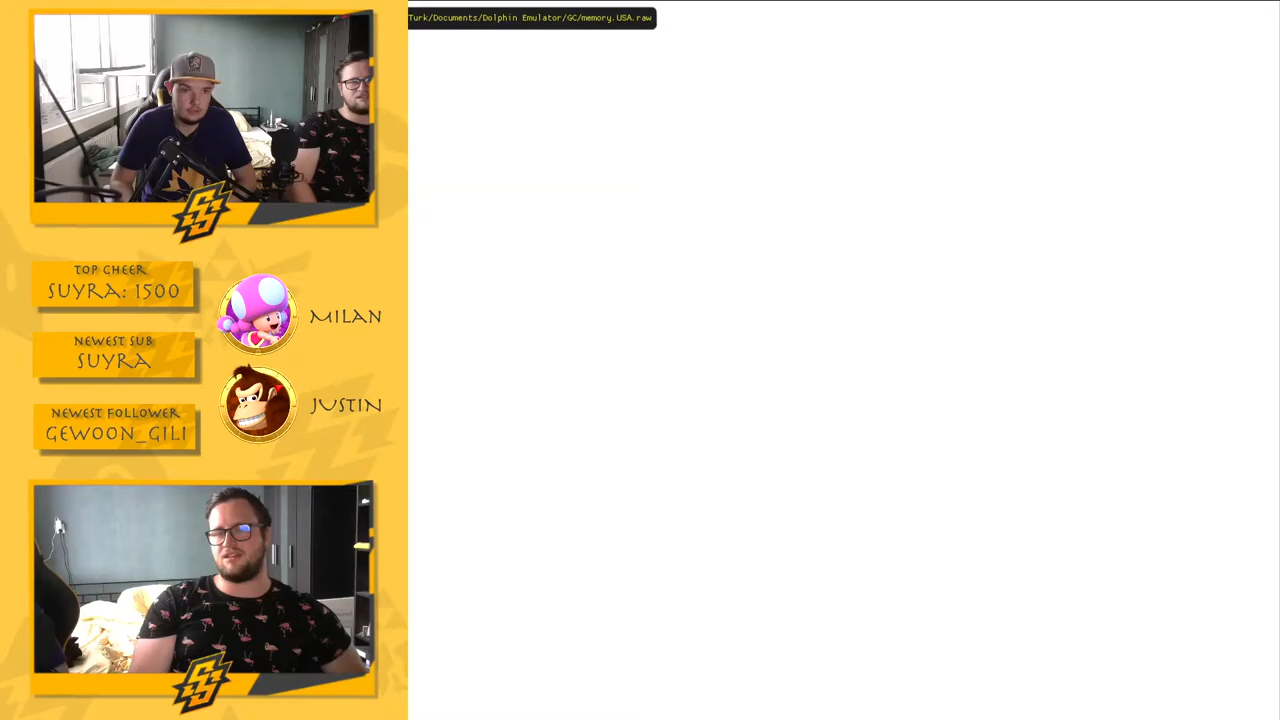 Turk/Documents/Dolphin Emulator/GC/memory.USA.raw
TOP CHEER
SUYRA: 1500
NEWEST SUB
SUYRA
NEWEST FOLLOWER
GEWOON_GILI
MILAN
JUSTIN